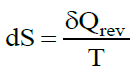 dS = δQrev / T